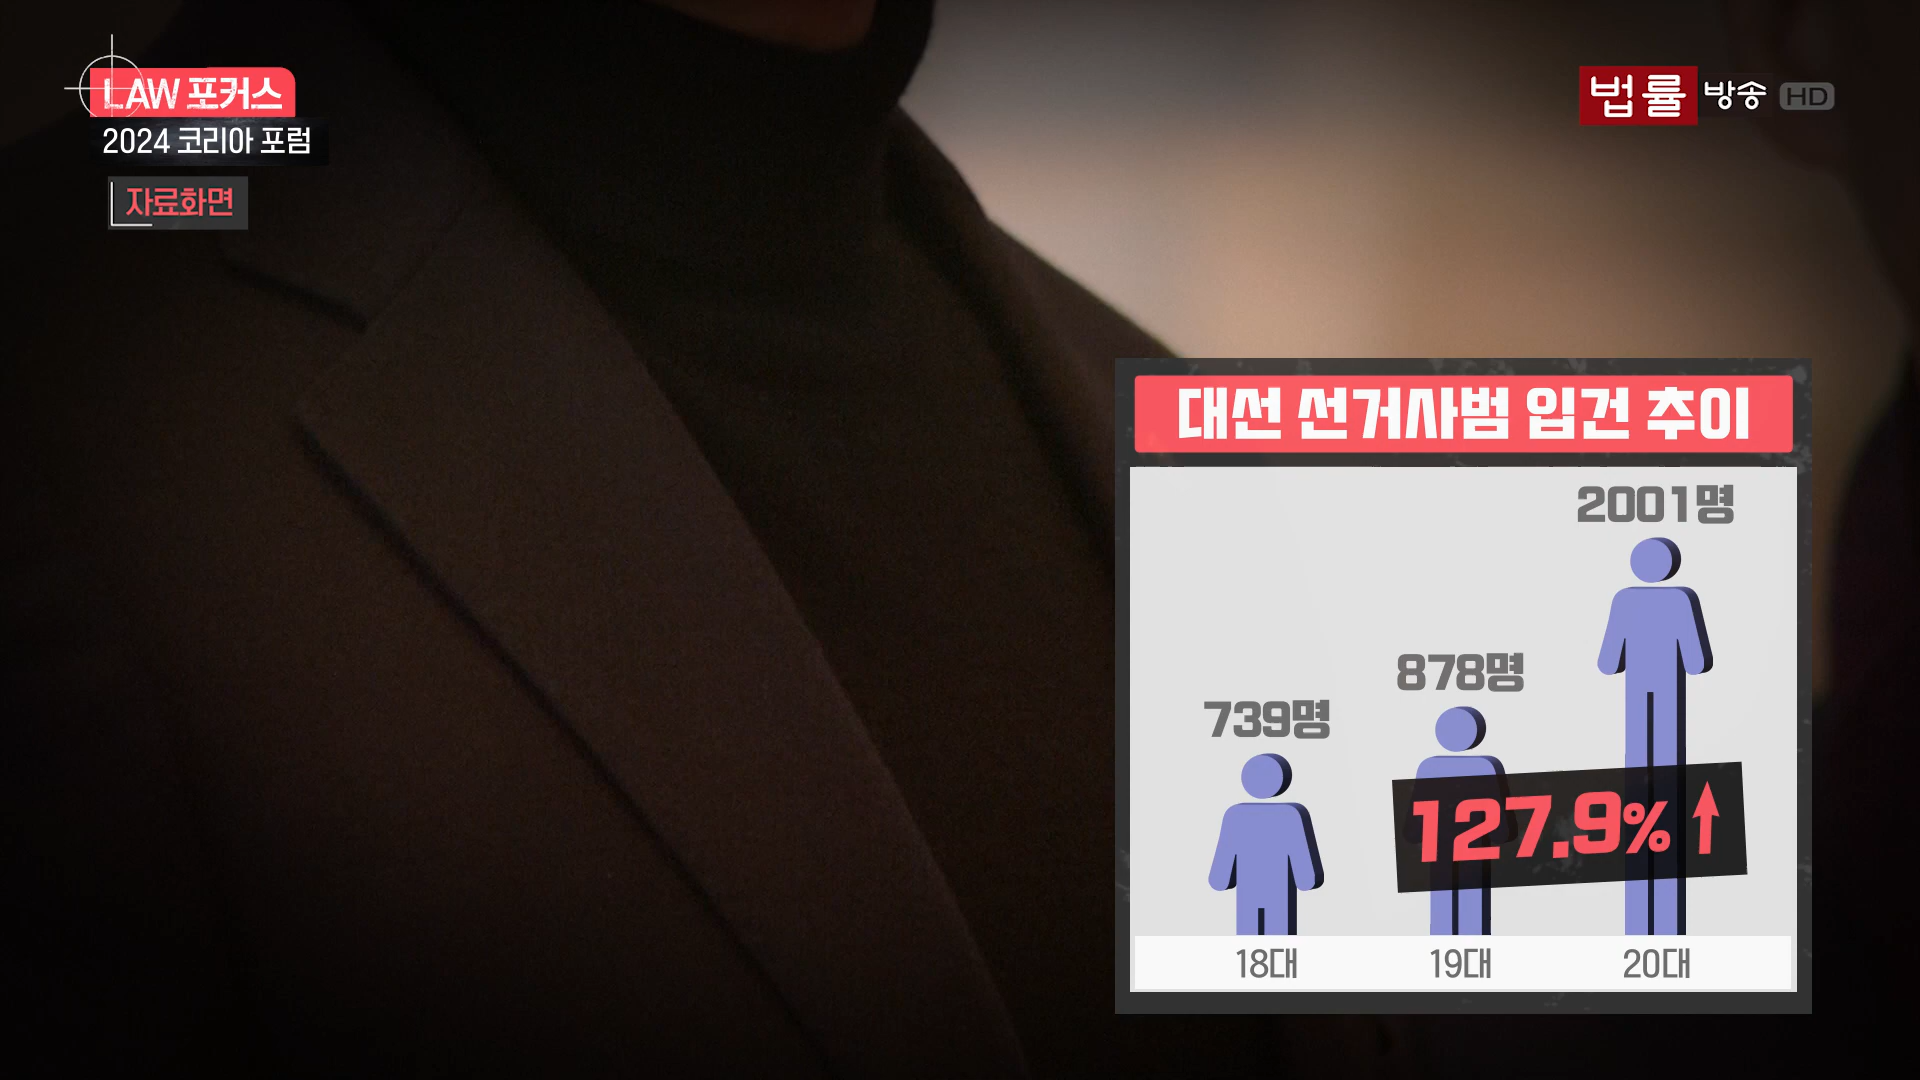 LAW 포커스
2024 코리아 포럼
자료화면
법률방송 HD
대선 선거사범 입건 추이
2001명
878명
739명
127.9%↑
18대 19대 20대